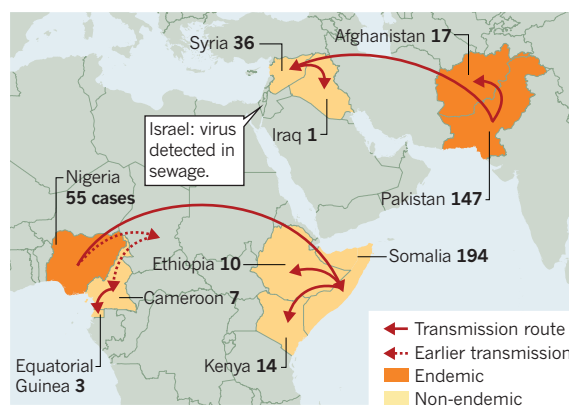 Syria 36
Afghanistan 17
Israel: virus
detected in
sewage.
Iraq 1
Nigeria
55 cases
Pakistan 147
Ethiopia 10
Somalia 194
Cameroon 7
Equatorial
Guinea 3
Kenya 14
Transmission route
Earlier transmission
Endemic
Non-endemic